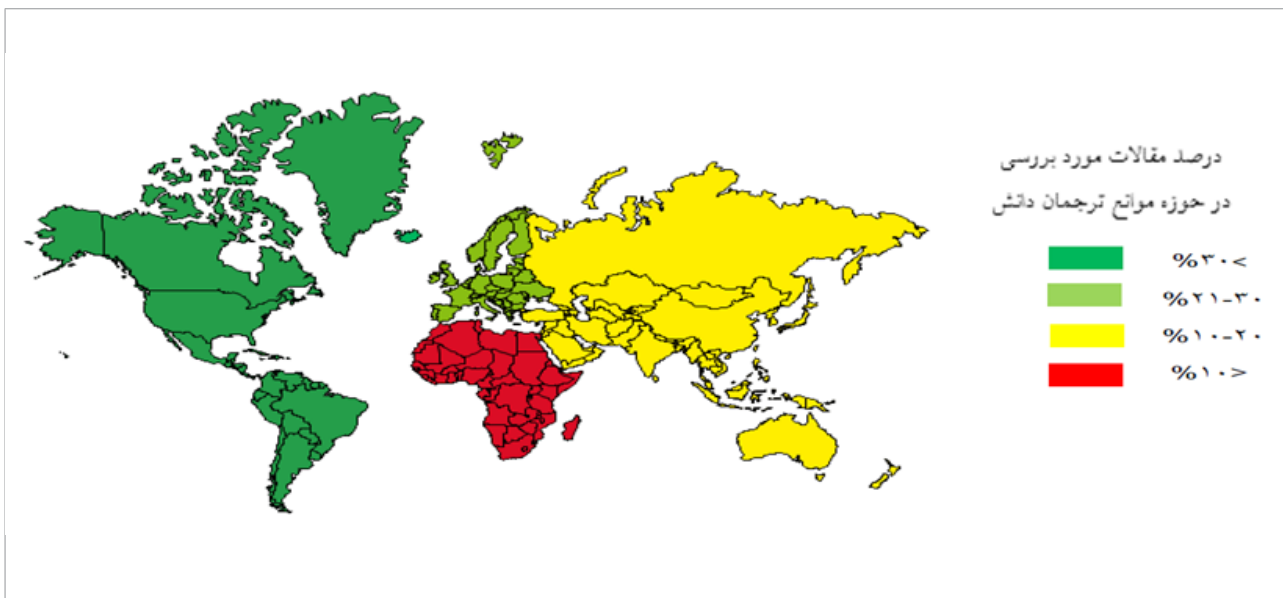 درصد مقالات مورد بررسی
در حوزه موانع ترجمان دانش
%۳۰<
%۲۱-۳۰
%۱۰-۲۰
%۱۰>